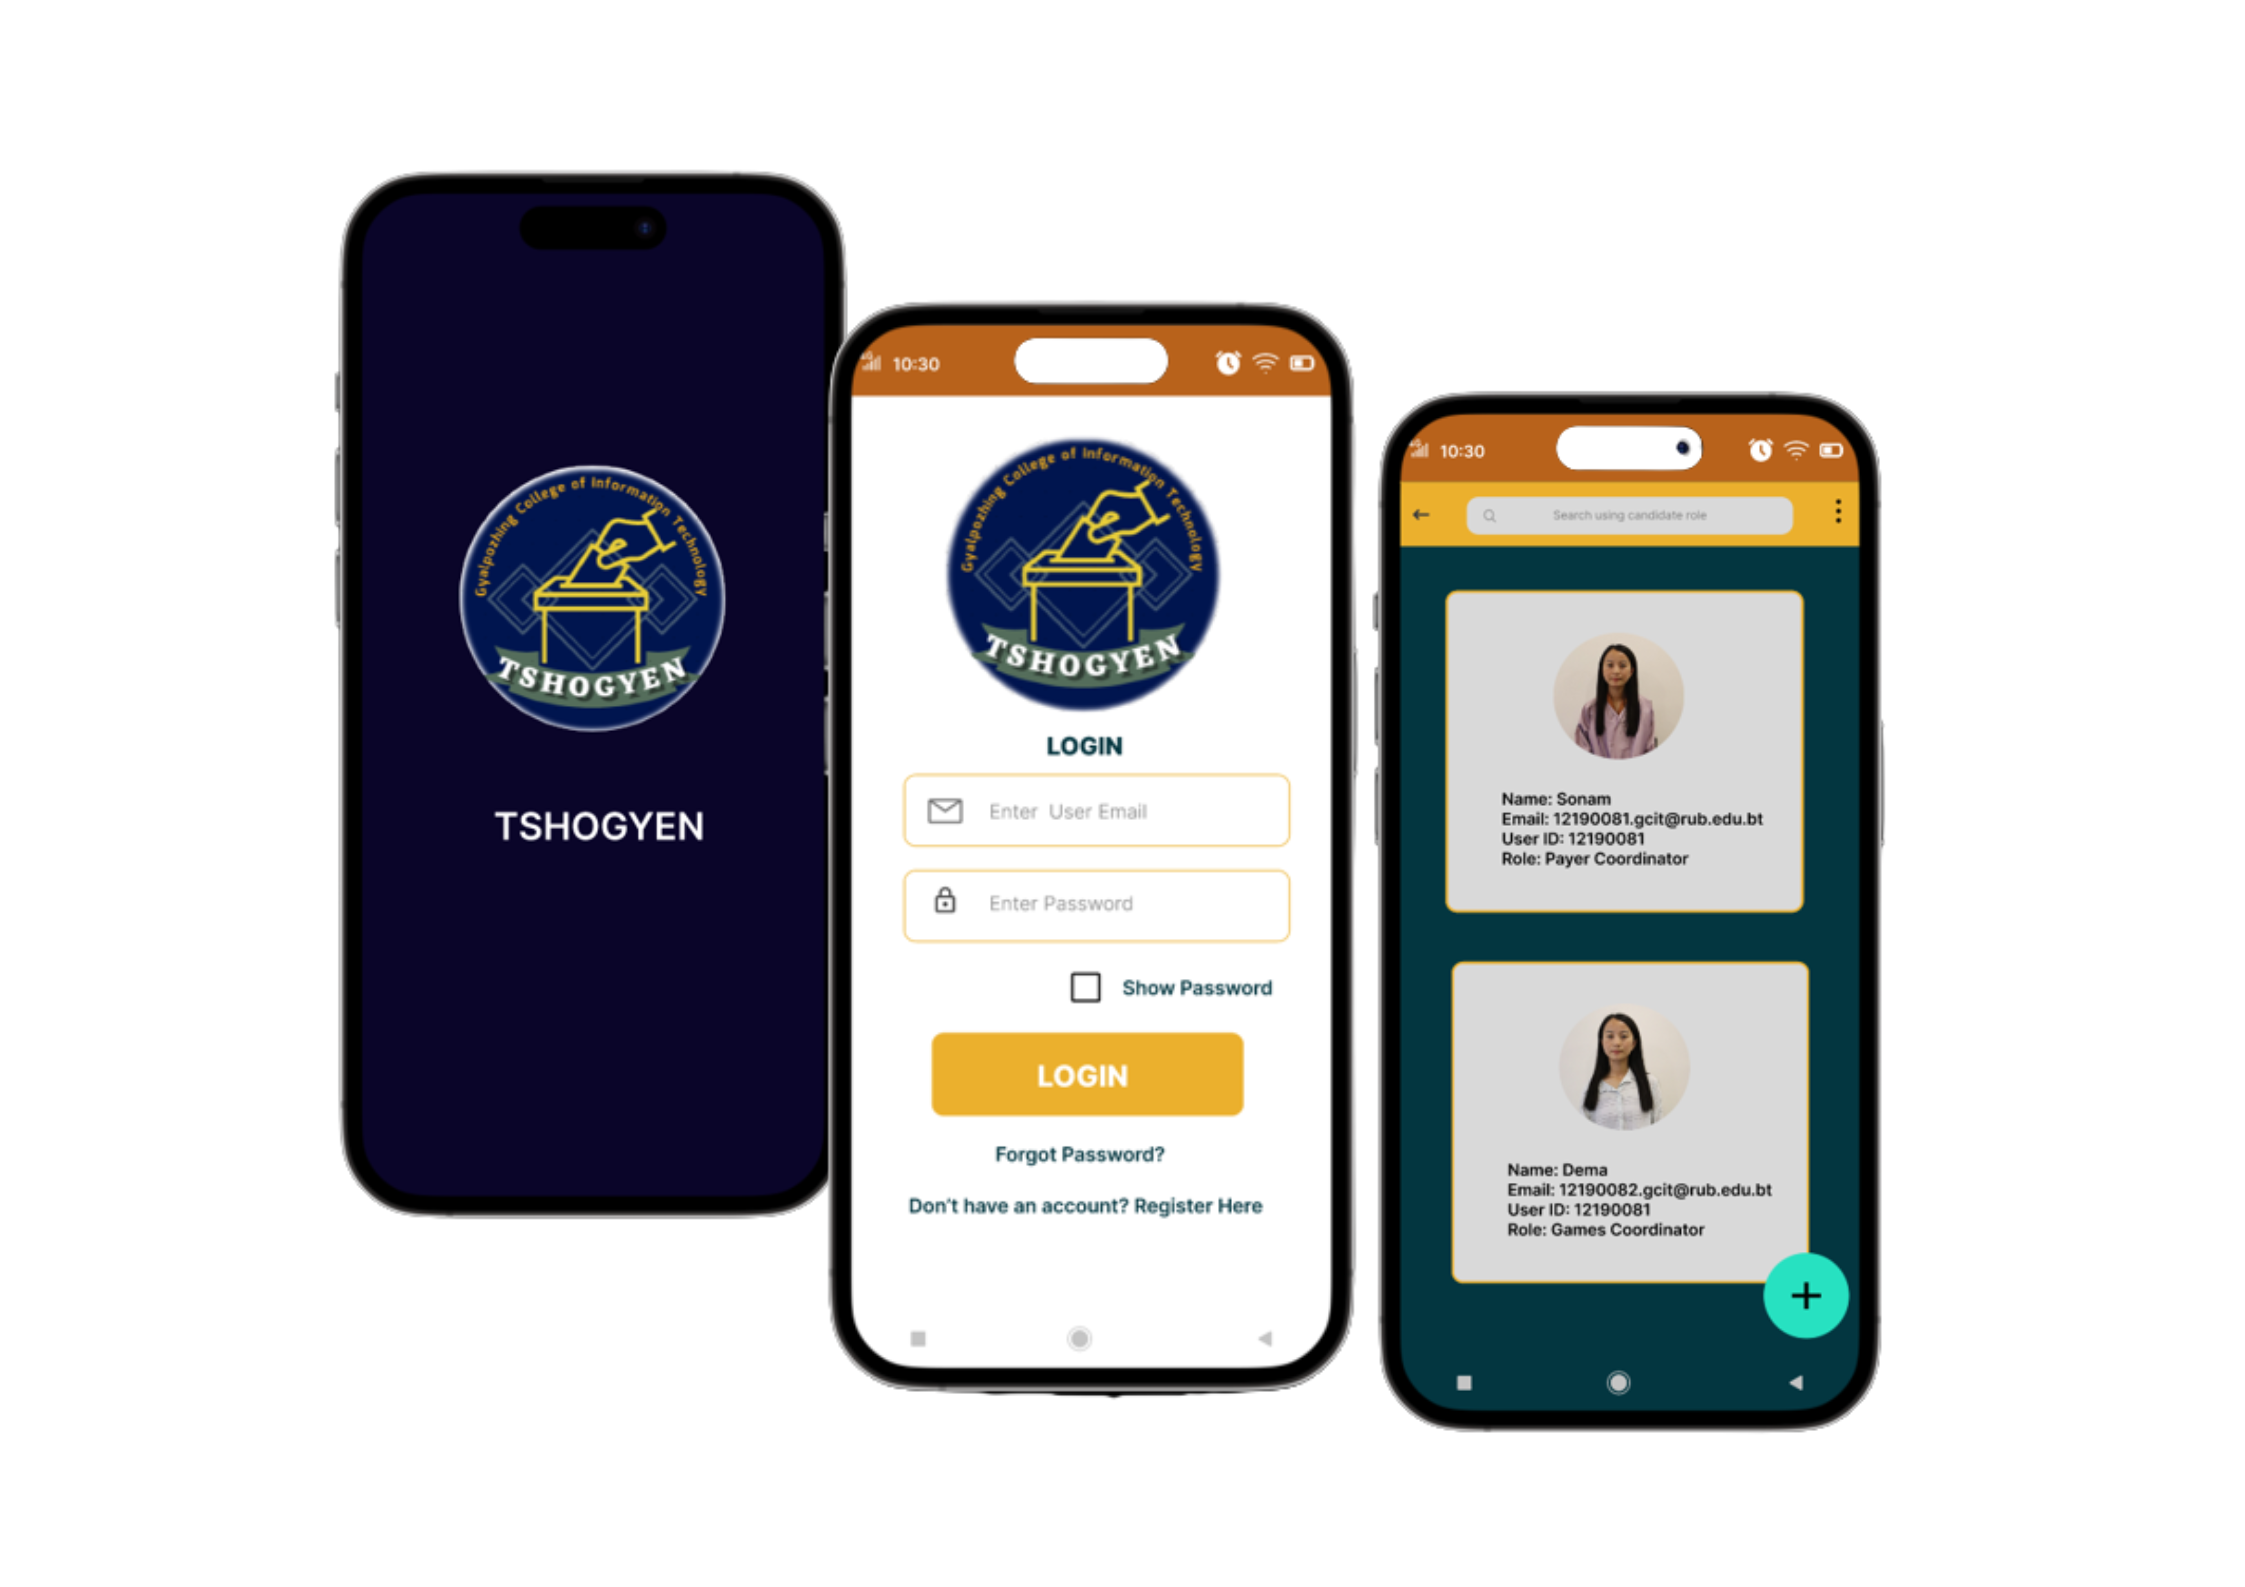 Gyalpozhing College of Information Technology
TSHOGYEN
TSHOGYEN
4G 10:30
Gyalpozhing College of Information Technology
TSHOGYEN
LOGIN
Enter User Email
Enter Password
Show Password
LOGIN
Forgot Password?
Don't have an account? Register Here
4G 10:30
Search using candidate role
Name: Sonam
Email: 12190081.gcit@rub.edu.bt
User ID: 12190081
Role: Payer Coordinator
Name: Dema
Email: 12190082.gcit@rub.edu.bt
User ID: 12190081
Role: Games Coordinator